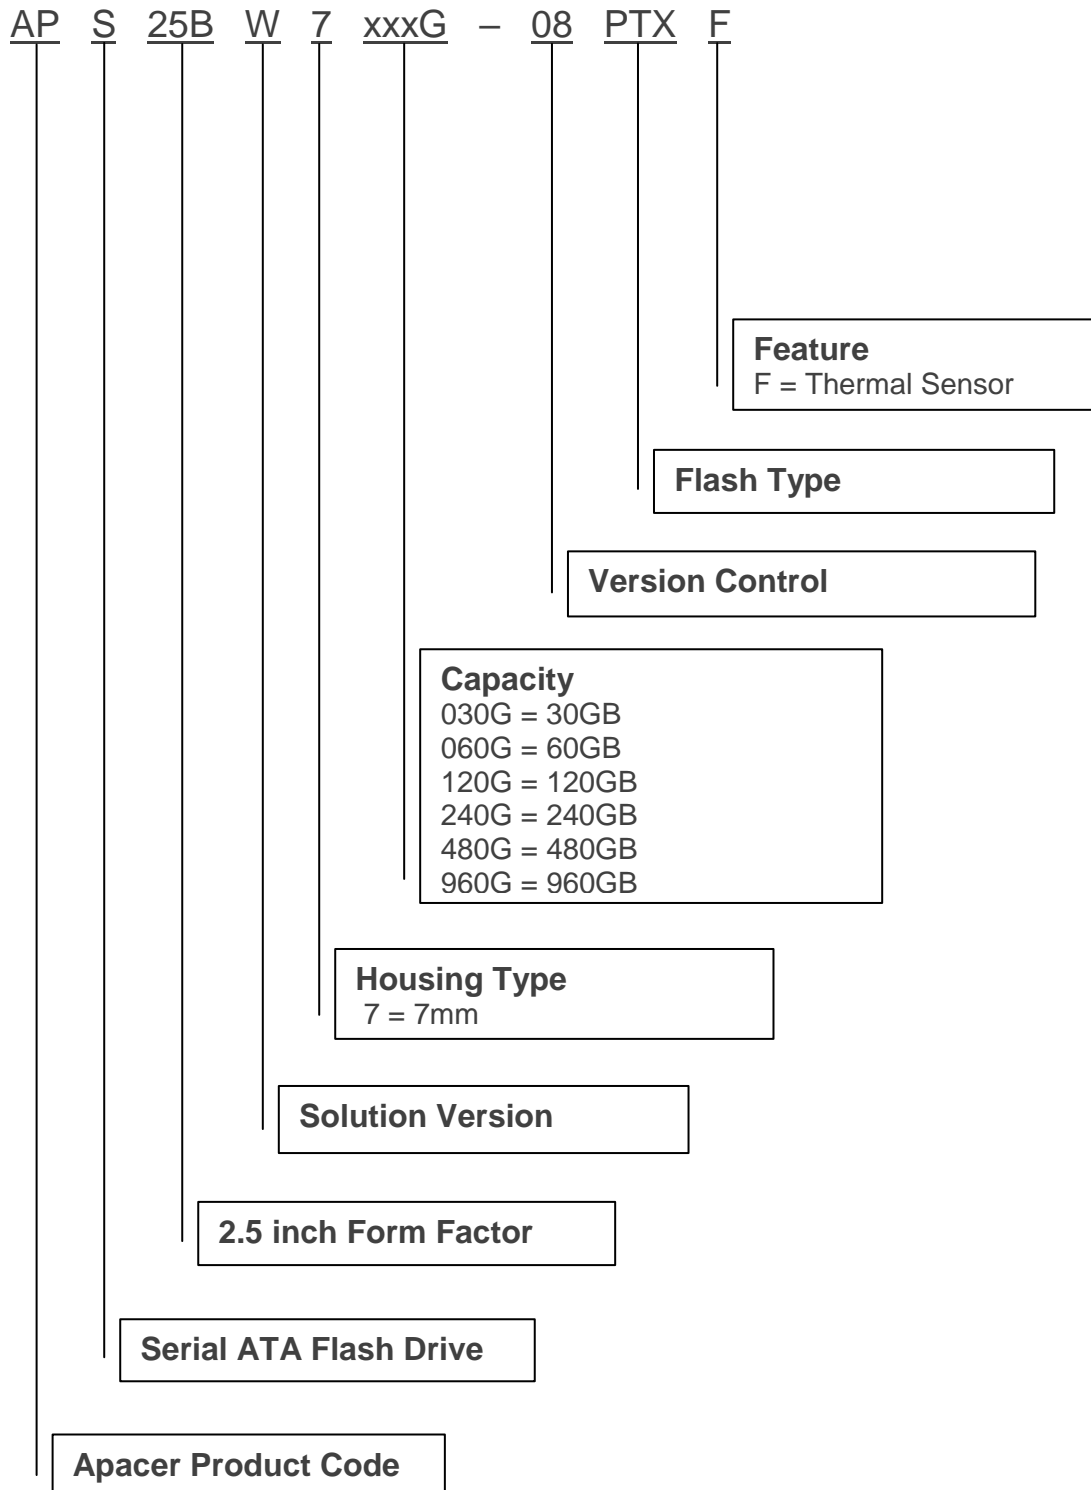 AP S 25B W 7 xxxG – 08 PTX F
Feature
F = Thermal Sensor
Flash Type
Version Control
Capacity
030G = 30GB
060G = 60GB
120G = 120GB
240G = 240GB
480G = 480GB
960G = 960GB
Housing Type
7 = 7mm
Solution Version
2.5 inch Form Factor
Serial ATA Flash Drive
Apacer Product Code